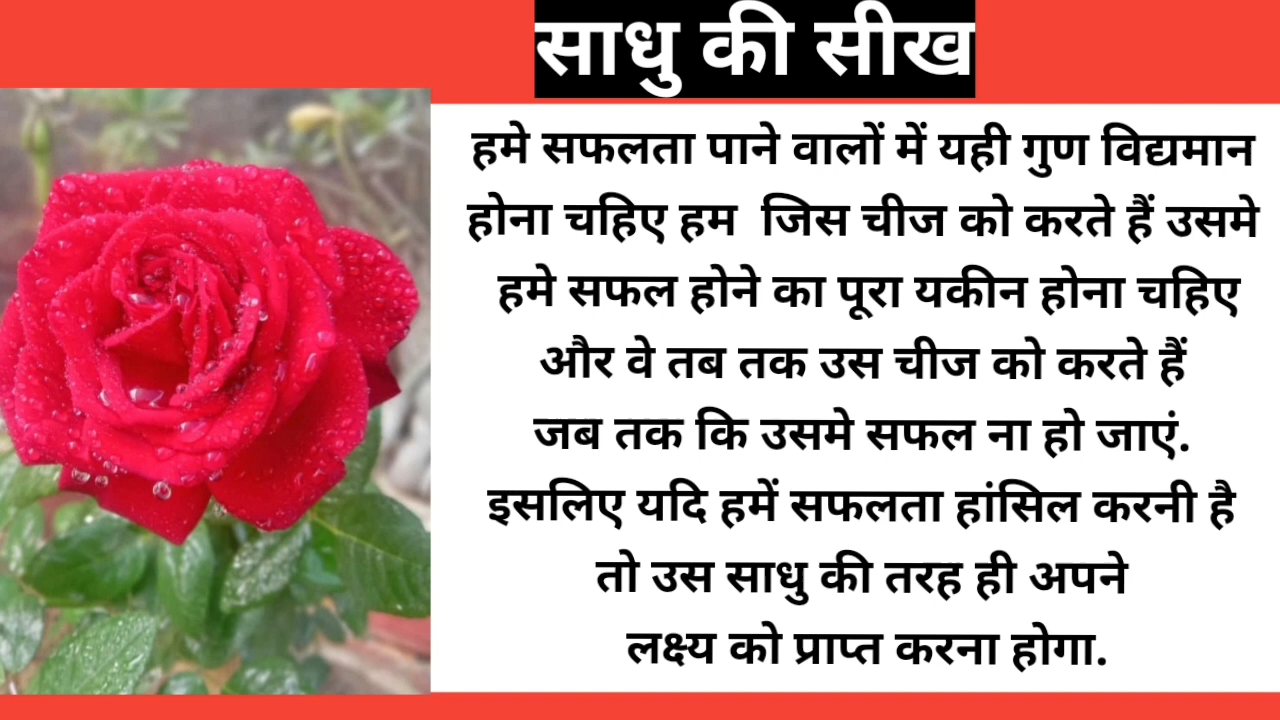 साधु की सीख
हमे सफलता पाने वालों में यही गुण विद्यमान
होना चहिए हम जिस चीज को करते हैं उसमे
हमे सफल होने का पूरा यकीन होना चहिए
और वे तब तक उस चीज को करते हैं
जब तक कि उसमे सफल ना हो जाएं.
इसलिए यदि हमें सफलता हांसिल करनी है
तो उस साधु की तरह ही अपने
लक्ष्य को प्राप्त करना होगा.